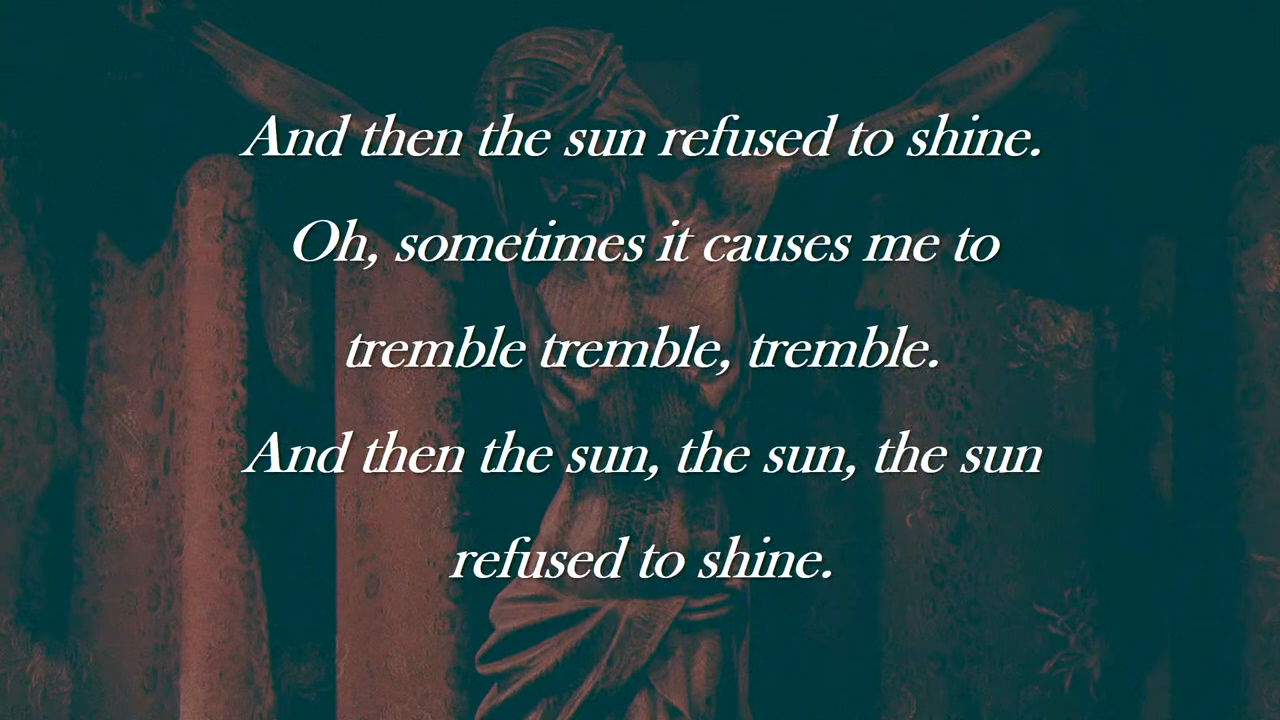 And then the sun refused to shine.
Oh, sometimes it causes me to
tremble tremble, tremble.
And then the sun, the sun, the sun
refused to shine.